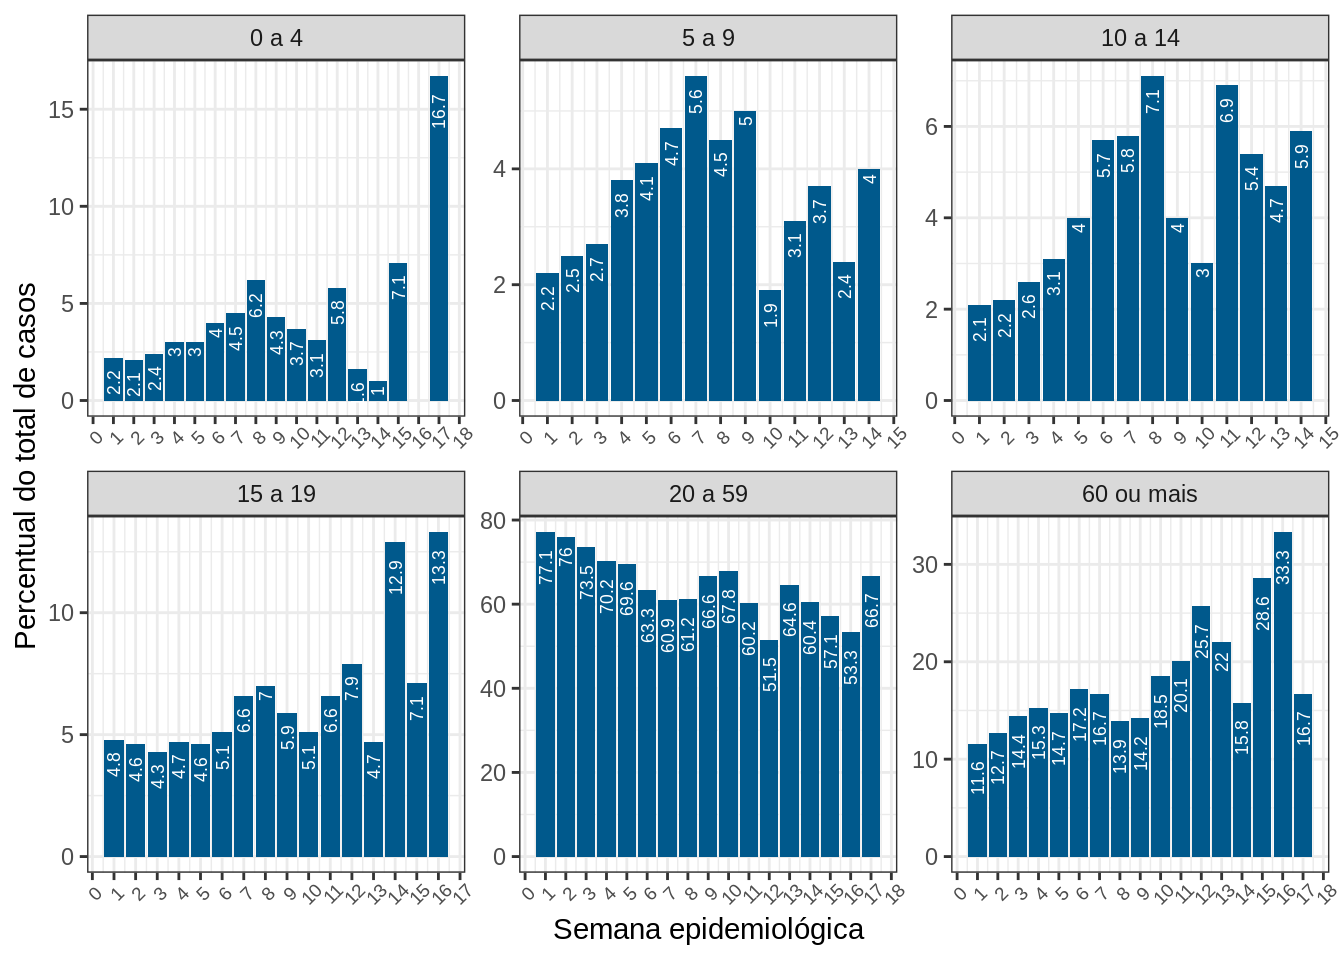 0 a 4
5 a 9
10 a 14
15
10
5
0
2.2 2.1 2.4 3 3 4 4.5 6.2 4.3 3.7 3.1 5.8 .6 1 7.1 16.7
0 1 2 3 4 5 6 7 8 9 10 11 12 13 14 15 16 17 18
4
2
0
2.2 2.5 2.7 3.8 4.1 4.7 5.6 4.5 5 1.9 3.1 3.7 2.4 4
0 1 2 3 4 5 6 7 8 9 10 11 12 13 14 15
6
4
2
0
2.1 2.2 2.6 3.1 4 5.7 5.8 7.1 4 3 6.9 5.4 4.7 5.9
0 1 2 3 4 5 6 7 8 9 10 11 12 13 14 15
Percentual do total de casos
15 a 19
20 a 59
60 ou mais
10
5
0
4.8 4.6 4.3 4.7 4.6 5.1 6.6 7 5.9 5.1 6.6 7.9 4.7 12.9 7.1 13.3
0 1 2 3 4 5 6 7 8 9 10 11 12 13 14 15 16 17
80
60
40
20
0
77.1 76 73.5 70.2 69.6 63.3 60.9 61.2 66.6 67.8 60.2 51.5 64.6 60.4 57.1 53.3 66.7
0 1 2 3 4 5 6 7 8 9 10 11 12 13 14 15 16 17 18
30
20
10
0
11.6 12.7 14.4 15.3 14.7 17.2 16.7 13.9 14.2 18.5 20.1 25.7 22 15.8 28.6 33.3 16.7
0 1 2 3 4 5 6 7 8 9 10 11 12 13 14 15 16 17 18
Semana epidemiológica